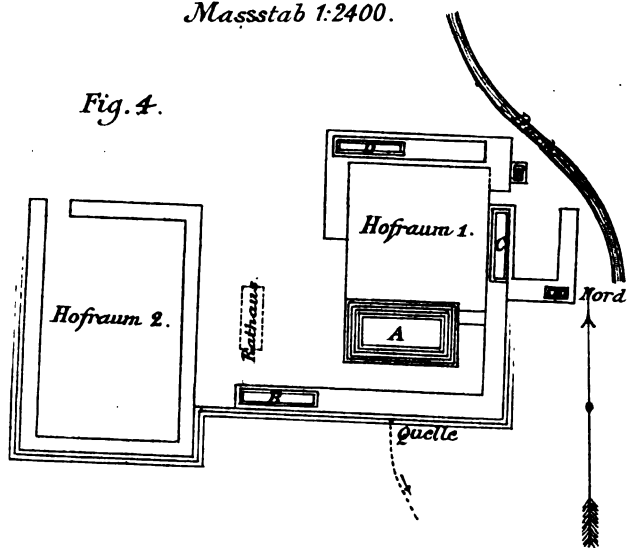 Massstab 1:2400.
Fig. 4.
D
Hofraum 1.
C
Nord
Hofraum 2.
Rathaus
A
B
Quelle